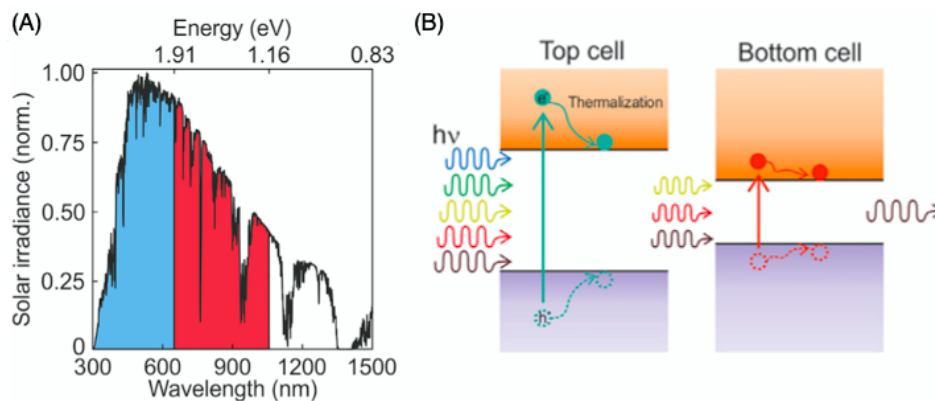 (A)
Energy (eV)
1.91 1.16 0.83
Solar irradiance (norm.)
1.00
0.75
0.50
0.25
0
300 600 900 1200 1500
Wavelength (nm)
(B)
Top cell Bottom cell
hν
e⁻
Thermalization
h⁺